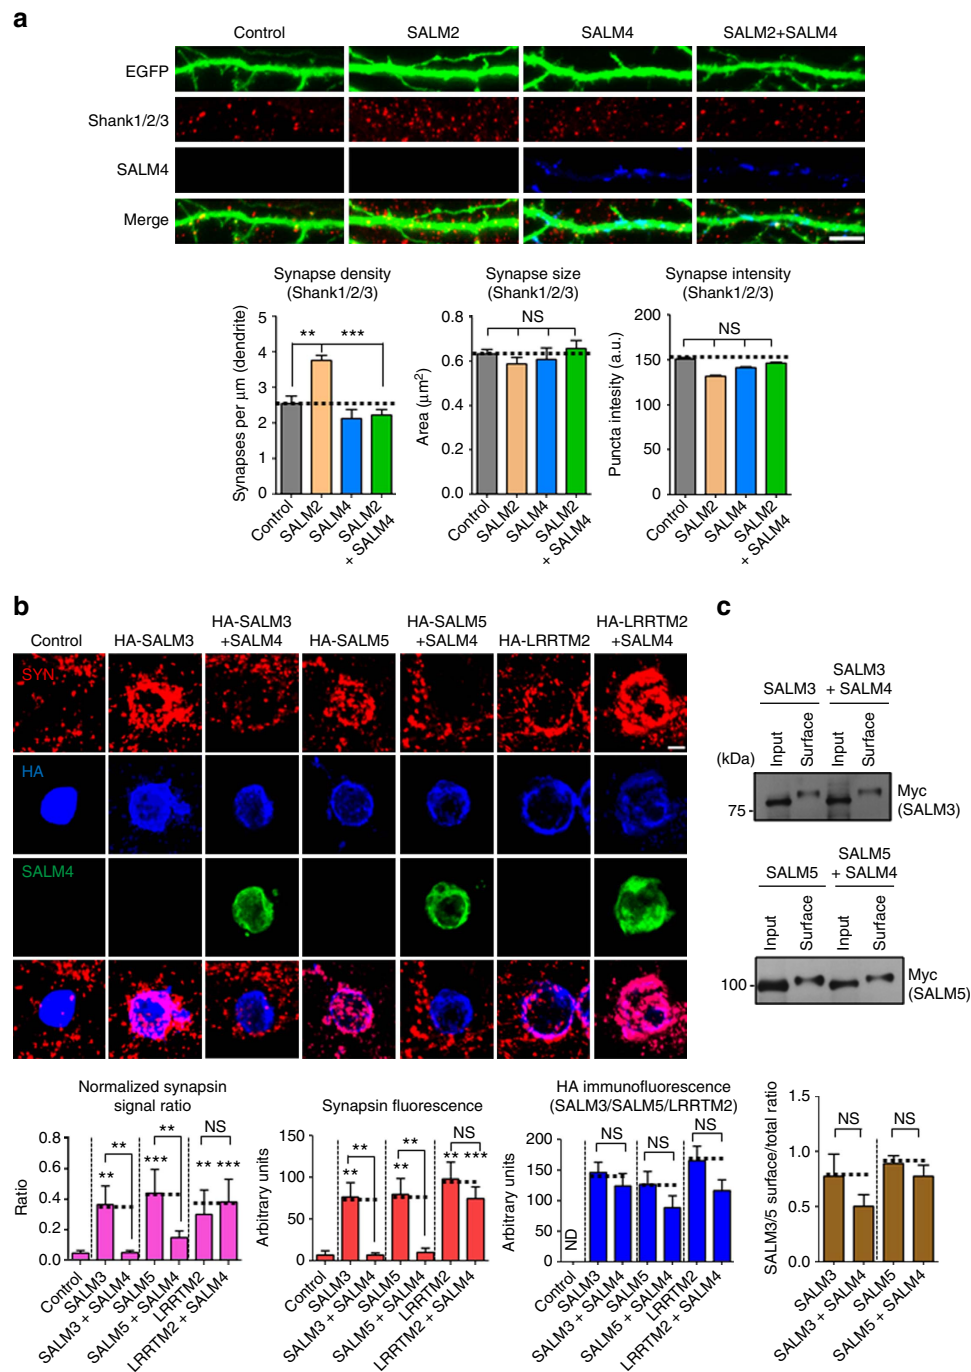 a
Control SALM2 SALM4 SALM2+SALM4
EGFP
Shank1/2/3
SALM4
Merge
Synapse density
(Shank1/2/3)
Synapses per µm (dendrite)
5
4
3
2
1
0
** ***
Control SALM2 SALM4 SALM2 + SALM4
Synapse size
(Shank1/2/3)
Area (µm²)
0.8
0.6
0.4
0.2
0.0
NS
Control SALM2 SALM4 SALM2 + SALM4
Synapse intensity
(Shank1/2/3)
Puncta intesity (a.u.)
200
150
100
50
0
NS
Control SALM2 SALM4 SALM2 + SALM4
b
Control HA-SALM3 HA-SALM3 +SALM4 HA-SALM5 HA-SALM5 +SALM4 HA-LRRTM2 HA-LRRTM2 +SALM4
SYN
HA
SALM4
Normalized synapsin
signal ratio
Ratio
0.8
0.6
0.4
0.2
0.0
** ** *** ** NS ** ***
Control SALM3 SALM3 + SALM4 SALM5 SALM5 + SALM4 LRRTM2 LRRTM2 + SALM4
Synapsin fluorescence
Arbitrary units
150
100
50
0
** ** ** ** NS ** ***
Control SALM3 SALM3 + SALM4 SALM5 SALM5 + SALM4 LRRTM2 LRRTM2 + SALM4
HA immunofluorescence
(SALM3/SALM5/LRRTM2)
Arbitrary units
200
150
100
50
0
ND NS NS NS
Control SALM3 SALM3 + SALM4 SALM5 SALM5 + SALM4 LRRTM2 LRRTM2 + SALM4
c
SALM3 SALM3 + SALM4
Input Surface Input Surface
(kDa)
75
Myc
(SALM3)
SALM5 SALM5 + SALM4
Input Surface Input Surface
100
Myc
(SALM5)
SALM3/5 surface/total ratio
1.5
1.0
0.5
0.0
NS NS
SALM3 SALM3 + SALM4 SALM5 SALM5 + SALM4